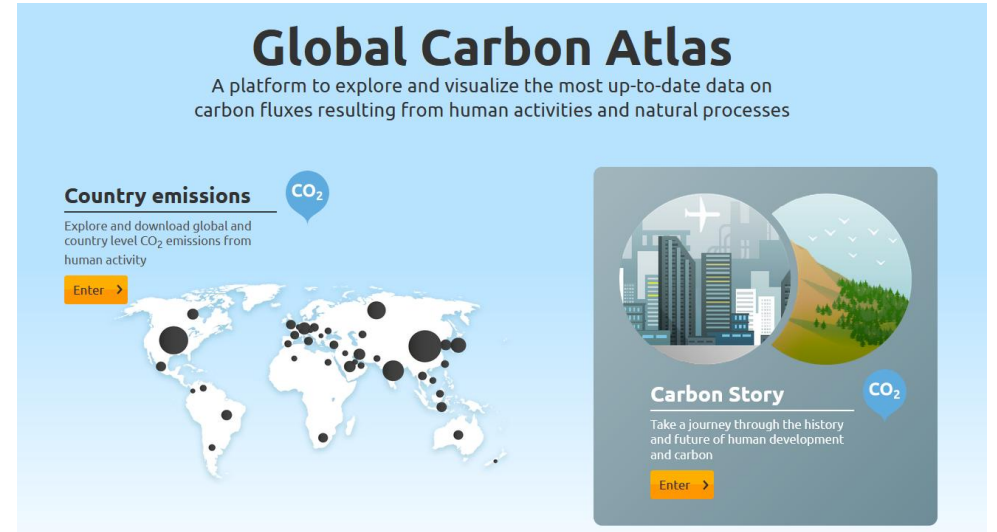 Global Carbon Atlas
A platform to explore and visualize the most up-to-date data on
carbon fluxes resulting from human activities and natural processes
Country emissions
CO₂
Explore and download global and
country level CO₂ emissions from
human activity
Enter
Carbon Story
CO₂
Take a journey through the history
and future of human development
and carbon
Enter